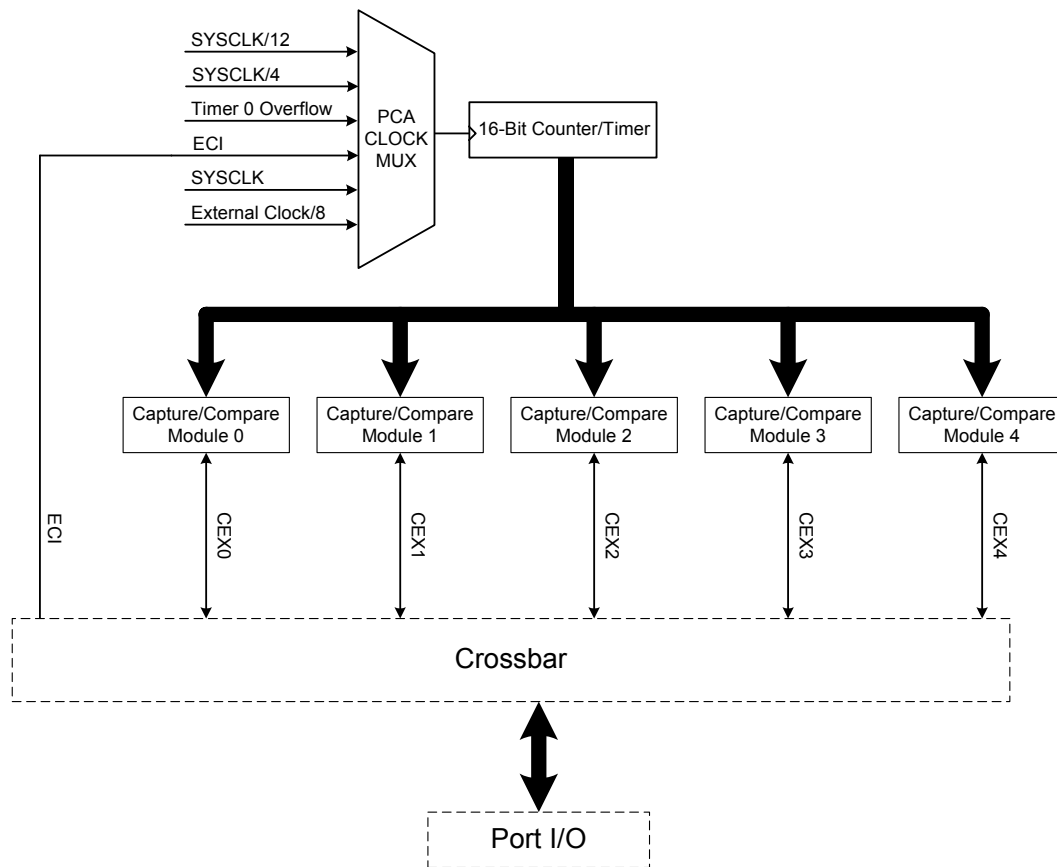 SYSCLK/12
SYSCLK/4
Timer 0 Overflow
ECI
SYSCLK
External Clock/8
PCA
CLOCK
MUX
16-Bit Counter/Timer
Capture/Compare
Module 0
Capture/Compare
Module 1
Capture/Compare
Module 2
Capture/Compare
Module 3
Capture/Compare
Module 4
ECI
CEX0
CEX1
CEX2
CEX3
CEX4
Crossbar
Port I/O